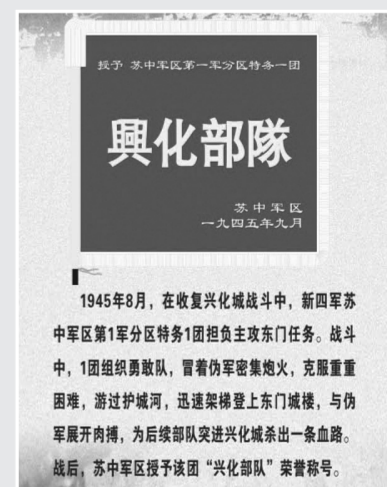 授予 苏中军区第一军分区特务一团
興化部隊
苏中军区
一九四五年九月
1945年8月，在收复兴化城战斗中，新四军苏
中军区第1军分区特务1团担负主攻东门任务。战斗
中，1团组织勇敢队，冒着伪军密集炮火，克服重重
困难，游过护城河，迅速架梯登上东门城楼，与伪
军展开肉搏，为后续部队突进兴化城杀出一条血路。
战后，苏中军区授予该团“兴化部队”荣誉称号。